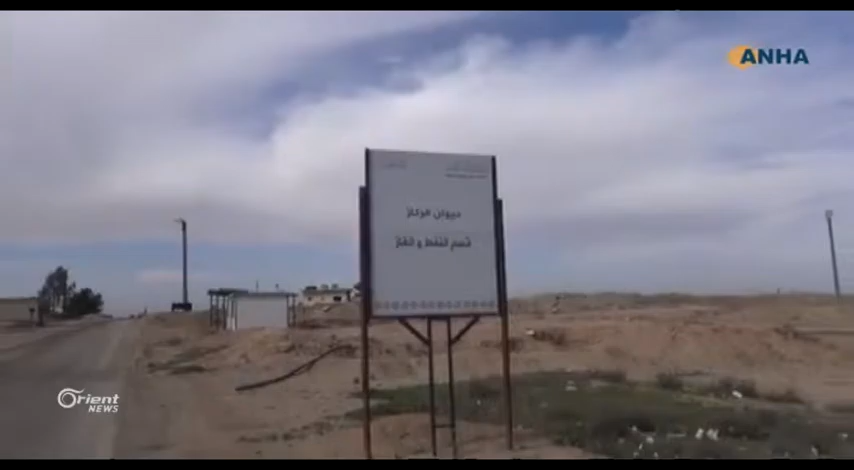 ANHA
ديوان الركاز
قسم النفط و الغاز
Orient
NEWS